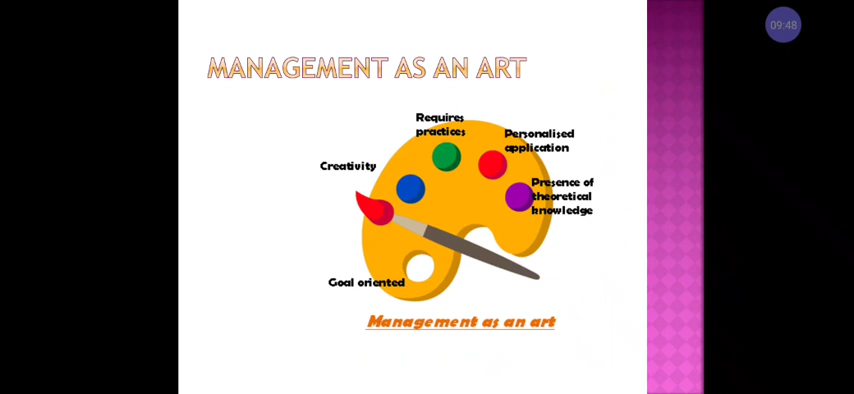 09:48
MANAGEMENT AS AN ART
Requires
practices
Personalised
application
Creativity
Presence of
theoretical
knowledge
Goal oriented
Management as an art